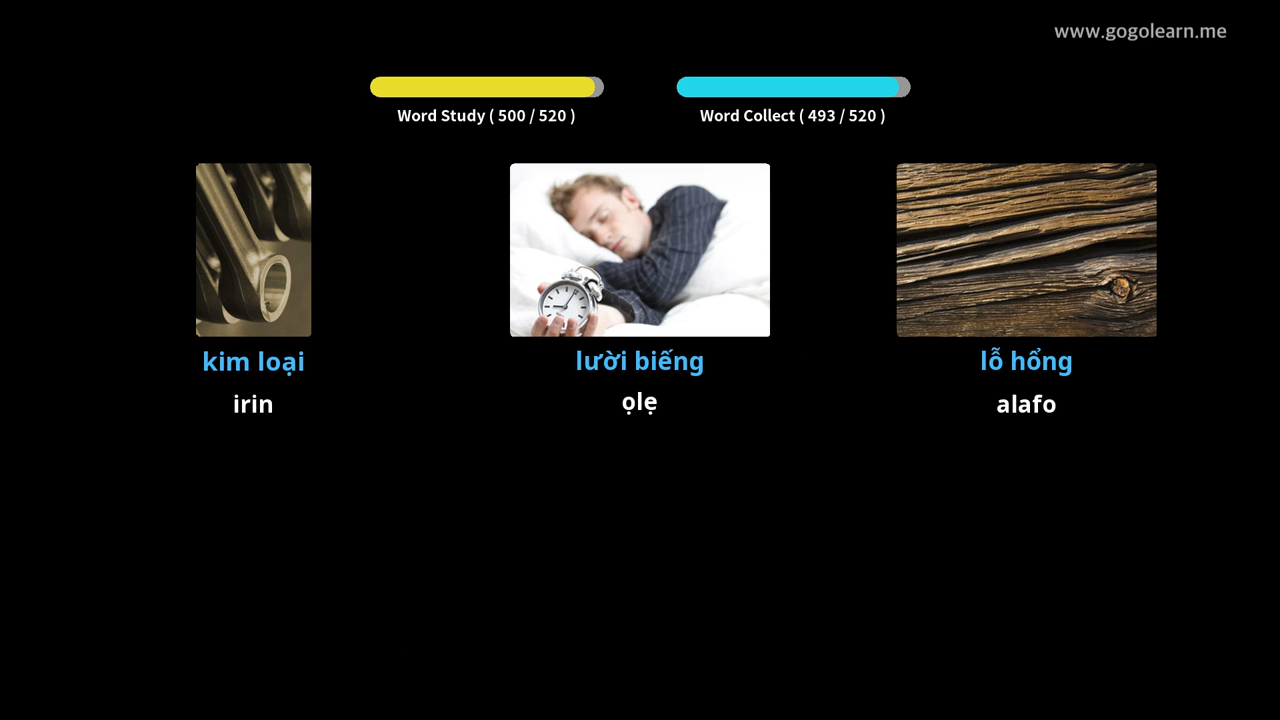 www.gogolearn.me
Word Study ( 500 / 520 )
Word Collect ( 493 / 520 )
kim loại
lười biếng
lỗ hổng
irin
ọlẹ
alafo